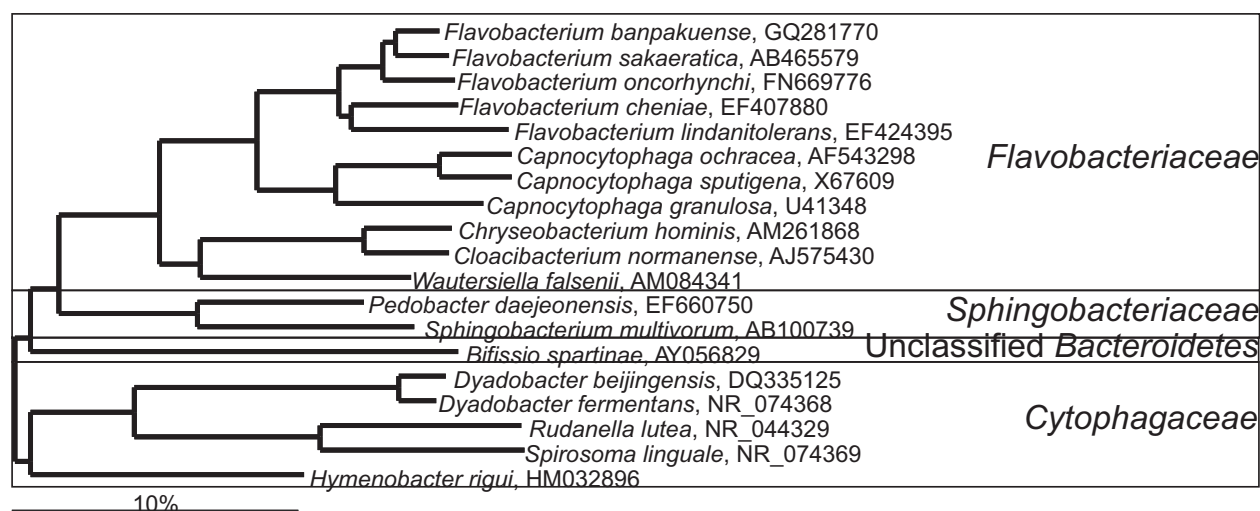 Flavobacterium banpakuense, GQ281770
Flavobacterium sakaeratica, AB465579
Flavobacterium oncorhynchi, FN669776
Flavobacterium cheniae, EF407880
Flavobacterium lindanitolerans, EF424395
Capnocytophaga ochracea, AF543298
Flavobacteriaceae
Capnocytophaga sputigena, X67609
Capnocytophaga granulosa, U41348
Chryseobacterium hominis, AM261868
Cloacibacterium normanense, AJ575430
Wautersiella falsenii, AM084341
Pedobacter daejeonensis, EF660750
Sphingobacteriaceae
Sphingobacterium multivorum, AB100739
Unclassified Bacteroidetes
Bifissio spartinae, AY056829
Dyadobacter beijingensis, DQ335125
Dyadobacter fermentans, NR_074368
Cytophagaceae
Rudanella lutea, NR_044329
Spirosoma linguale, NR_074369
Hymenobacter rigui, HM032896
10%